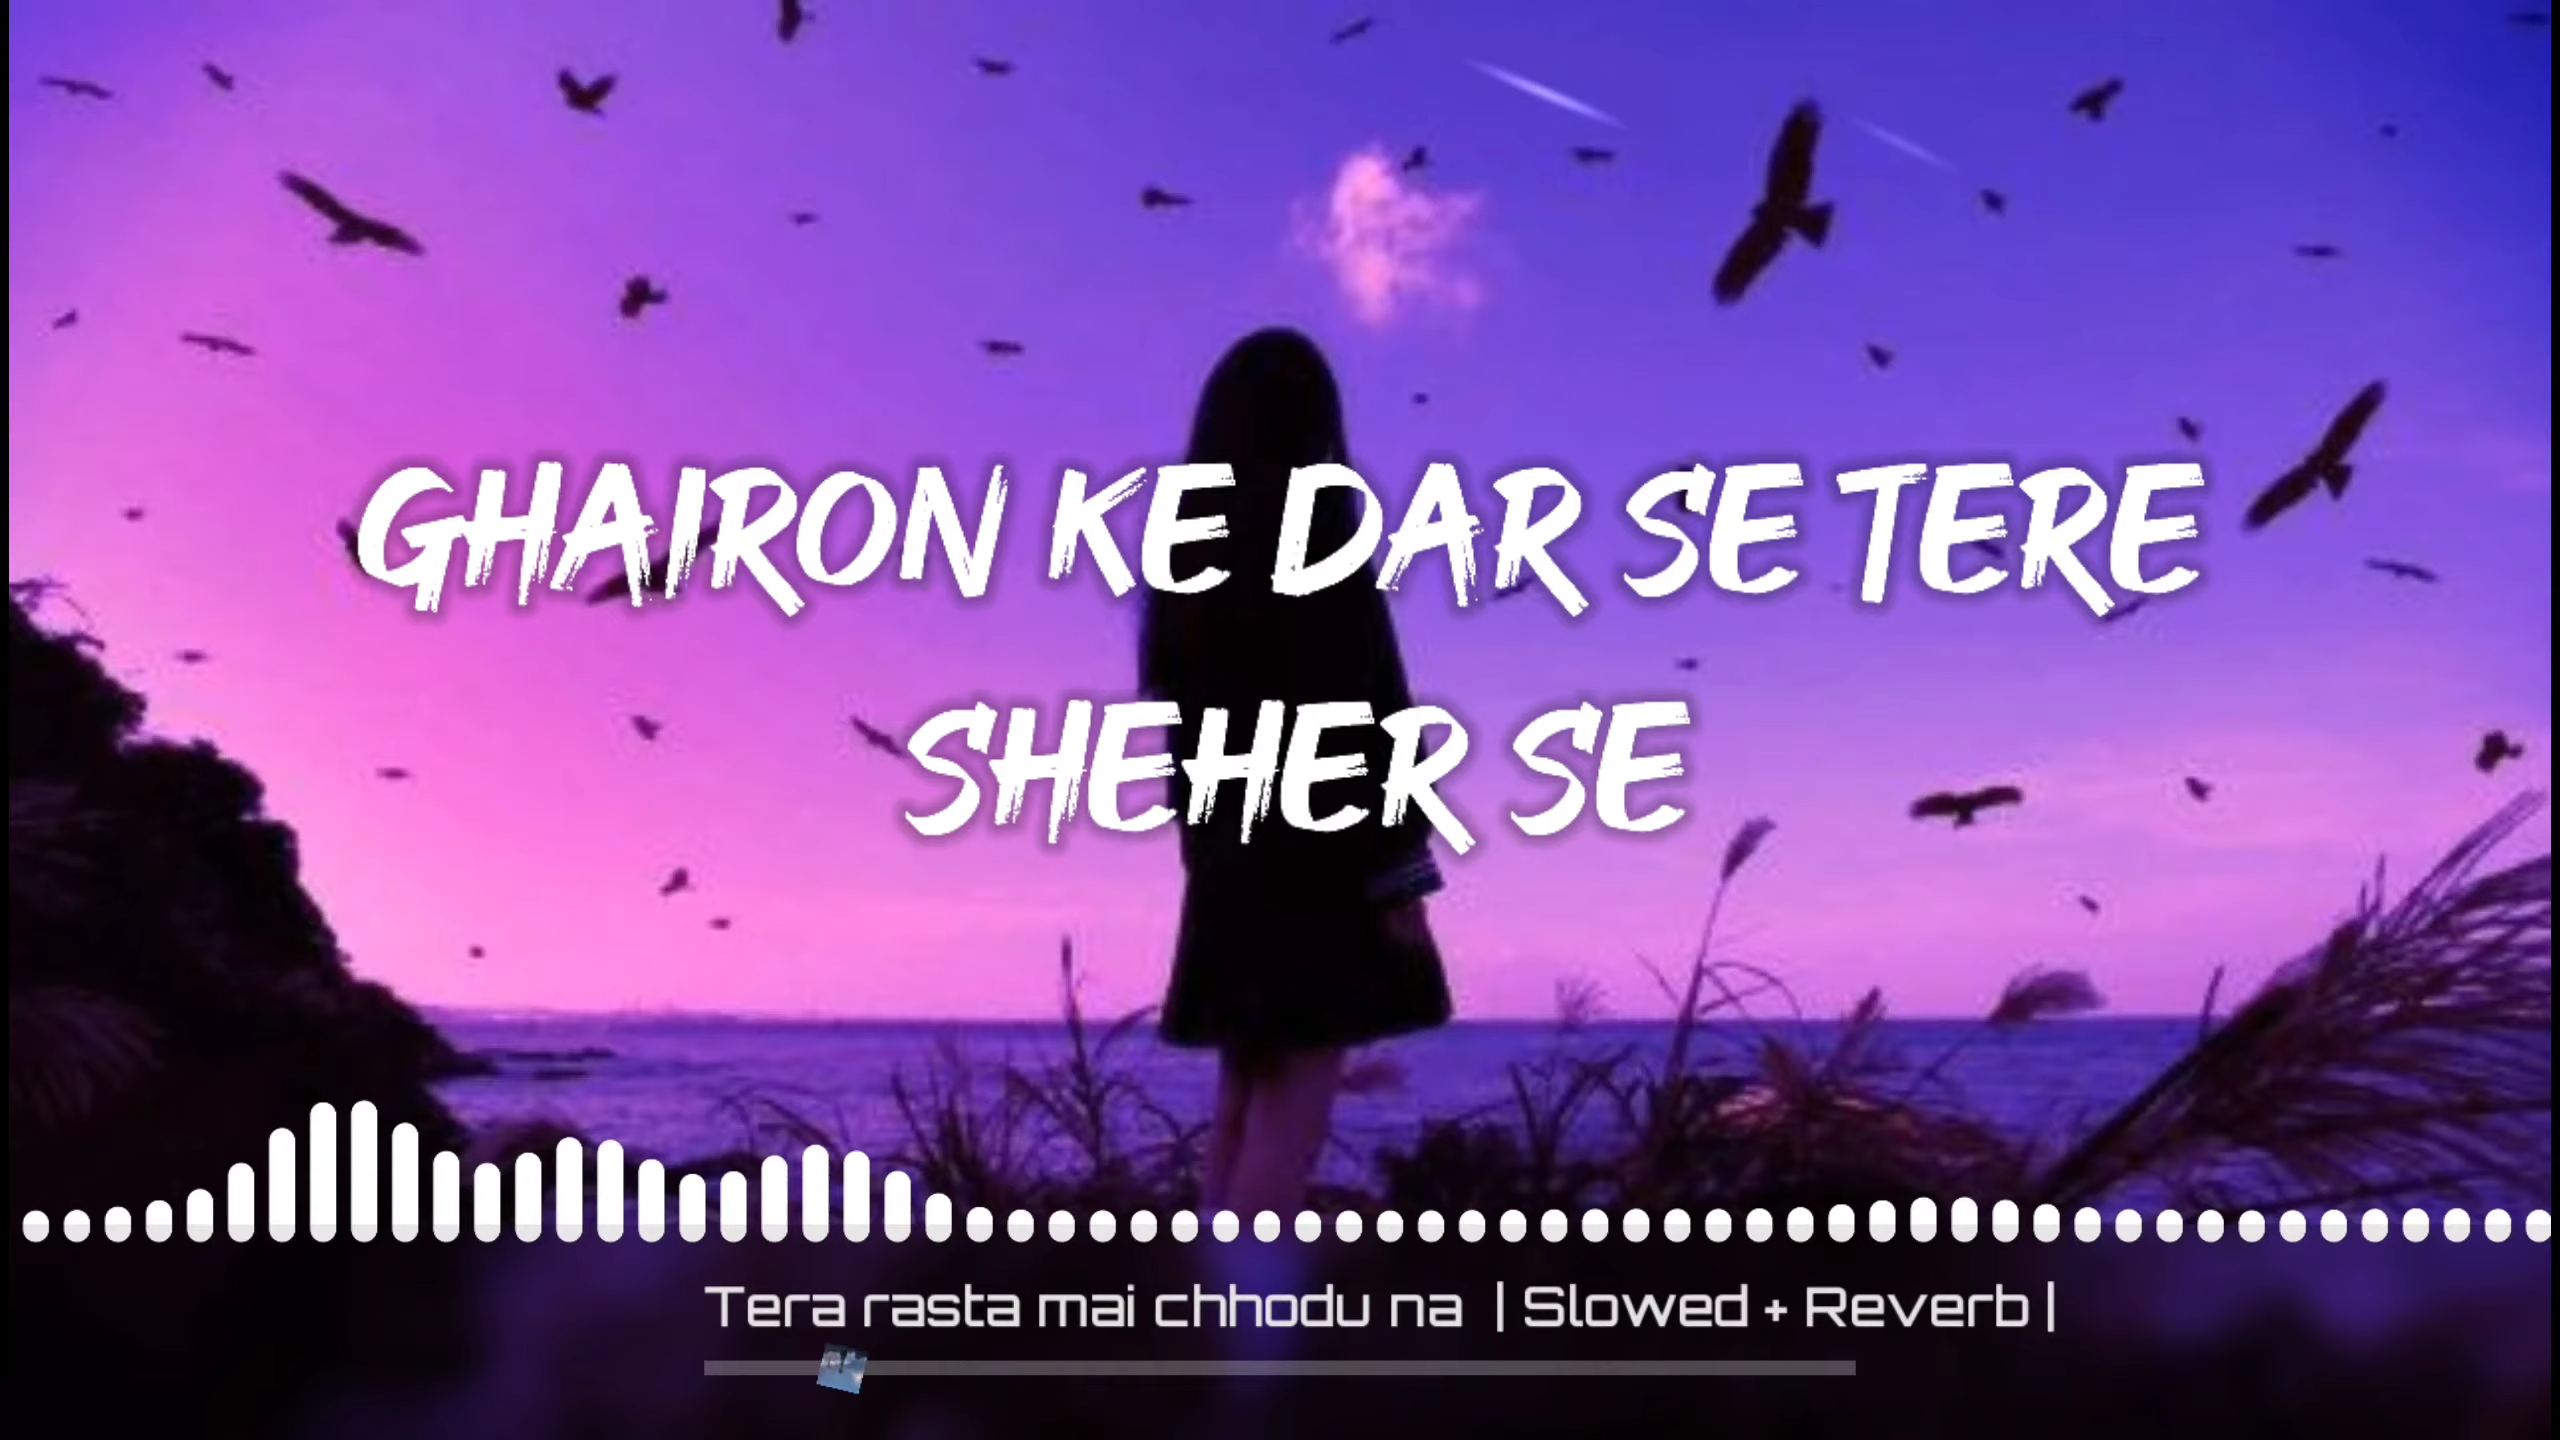 GHAIRON KE DAR SE TERE
SHEHER SE
Tera rasta mai chhodu na | Slowed + Reverb |